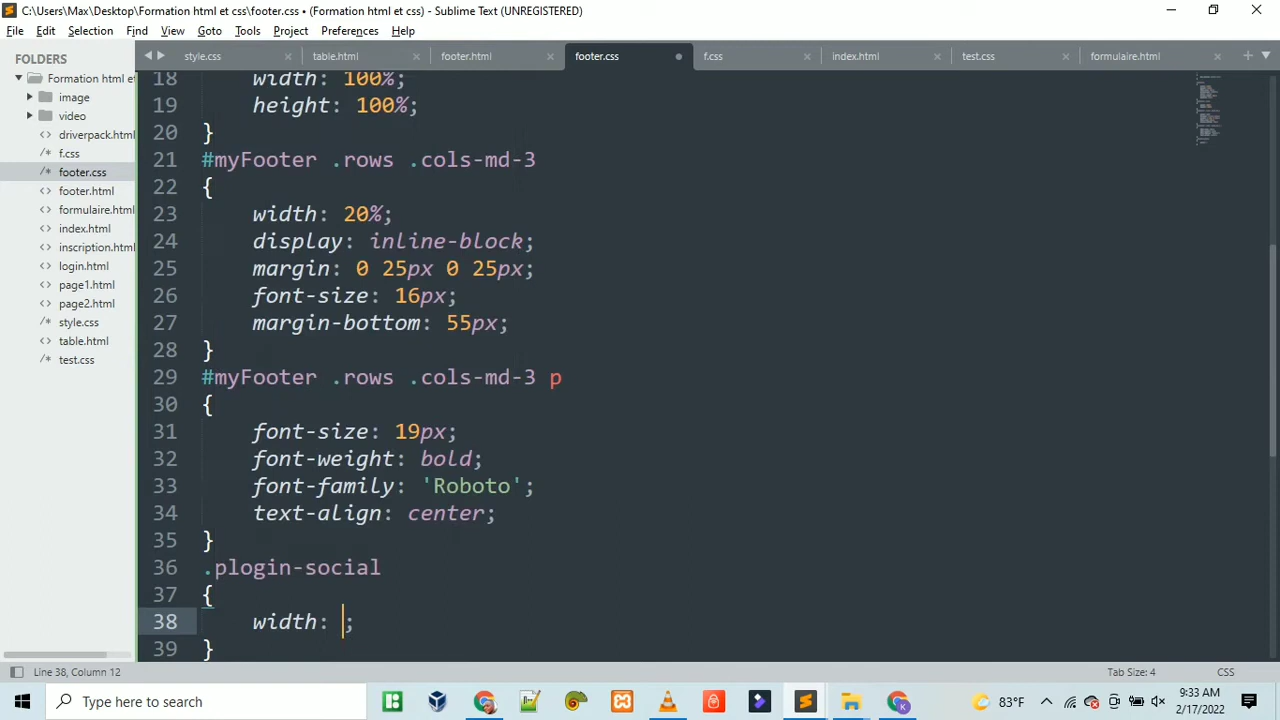 C:\Users\Max\Desktop\Formation html et css\footer.css • (Formation html et css) - Sublime Text (UNREGISTERED)
File Edit Selection Find View Goto Tools Project Preferences Help
FOLDERS
Formation html et
image
video
driverpack.html
f.css
footer.css
footer.html
formulaire.html
index.html
inscription.html
login.html
page1.html
page2.html
style.css
table.html
test.css
style.css table.html footer.html footer.css f.css index.html test.css formulaire.html
18 width: 100%;
19 height: 100%;
20 }
21 #myFooter .rows .cols-md-3
22 {
23 width: 20%;
24 display: inline-block;
25 margin: 0 25px 0 25px;
26 font-size: 16px;
27 margin-bottom: 55px;
28 }
29 #myFooter .rows .cols-md-3 p
30 {
31 font-size: 19px;
32 font-weight: bold;
33 font-family: 'Roboto';
34 text-align: center;
35 }
36 .plogin-social
37 {
38 width: ;
39 }
Line 38, Column 12 Tab Size: 4 CSS
Type here to search
83°F
9:33 AM
2/17/2022